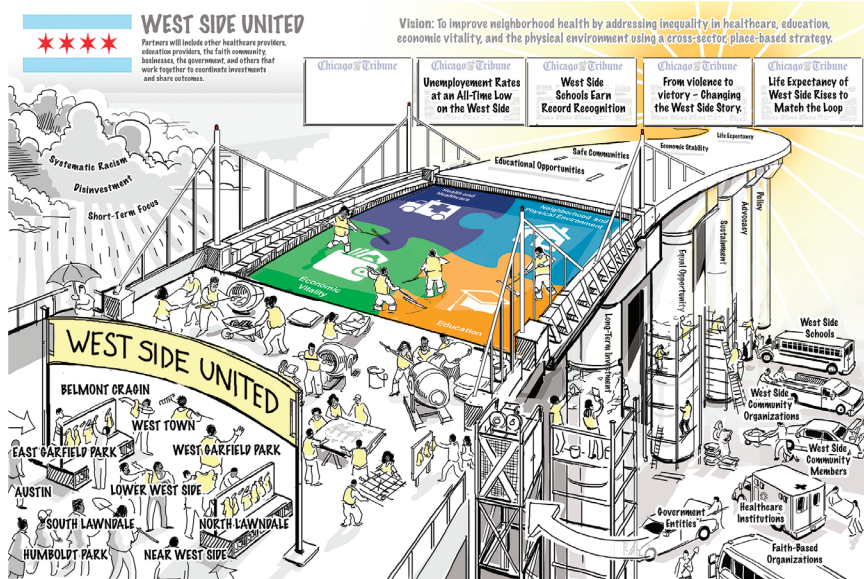 WEST SIDE UNITED
Partners will include other healthcare providers,
education providers, the faith community,
businesses, the government, and others that
work together to coordinate investments
and share outcomes.
Vision: To improve neighborhood health by addressing inequality in healthcare, education,
economic vitality, and the physical environment using a cross-sector, place-based strategy.
Chicago Tribune
Chicago Tribune
Unemployement Rates
at an All-Time Low
on the West Side
Chicago Tribune
West Side
Schools Earn
Record Recognition
Chicago Tribune
From violence to
victory – Changing
the West Side Story.
Chicago Tribune
Life Expectancy of
West Side Rises to
Match the Loop
Systematic Racism
Disinvestment
Short-Term Focus
Educational Opportunities
Safe Communities
Economic Stability
Life Expectancy
Health and
Healthcare
Neighborhood and
Physical Environment
Economic
Vitality
Education
Long-Term Investment
Equal Opportunity
Sustainment
Advocacy
Policy
WEST SIDE UNITED
BELMONT CRAGIN
WEST TOWN
EAST GARFIELD PARK
WEST GARFIELD PARK
AUSTIN
LOWER WEST SIDE
SOUTH LAWNDALE
NORTH LAWNDALE
HUMBOLDT PARK
NEAR WEST SIDE
West Side
Schools
West Side
Community
Organizations
West Side
Community
Members
Government
Entities
Healthcare
Institutions
Faith-Based
Organizations